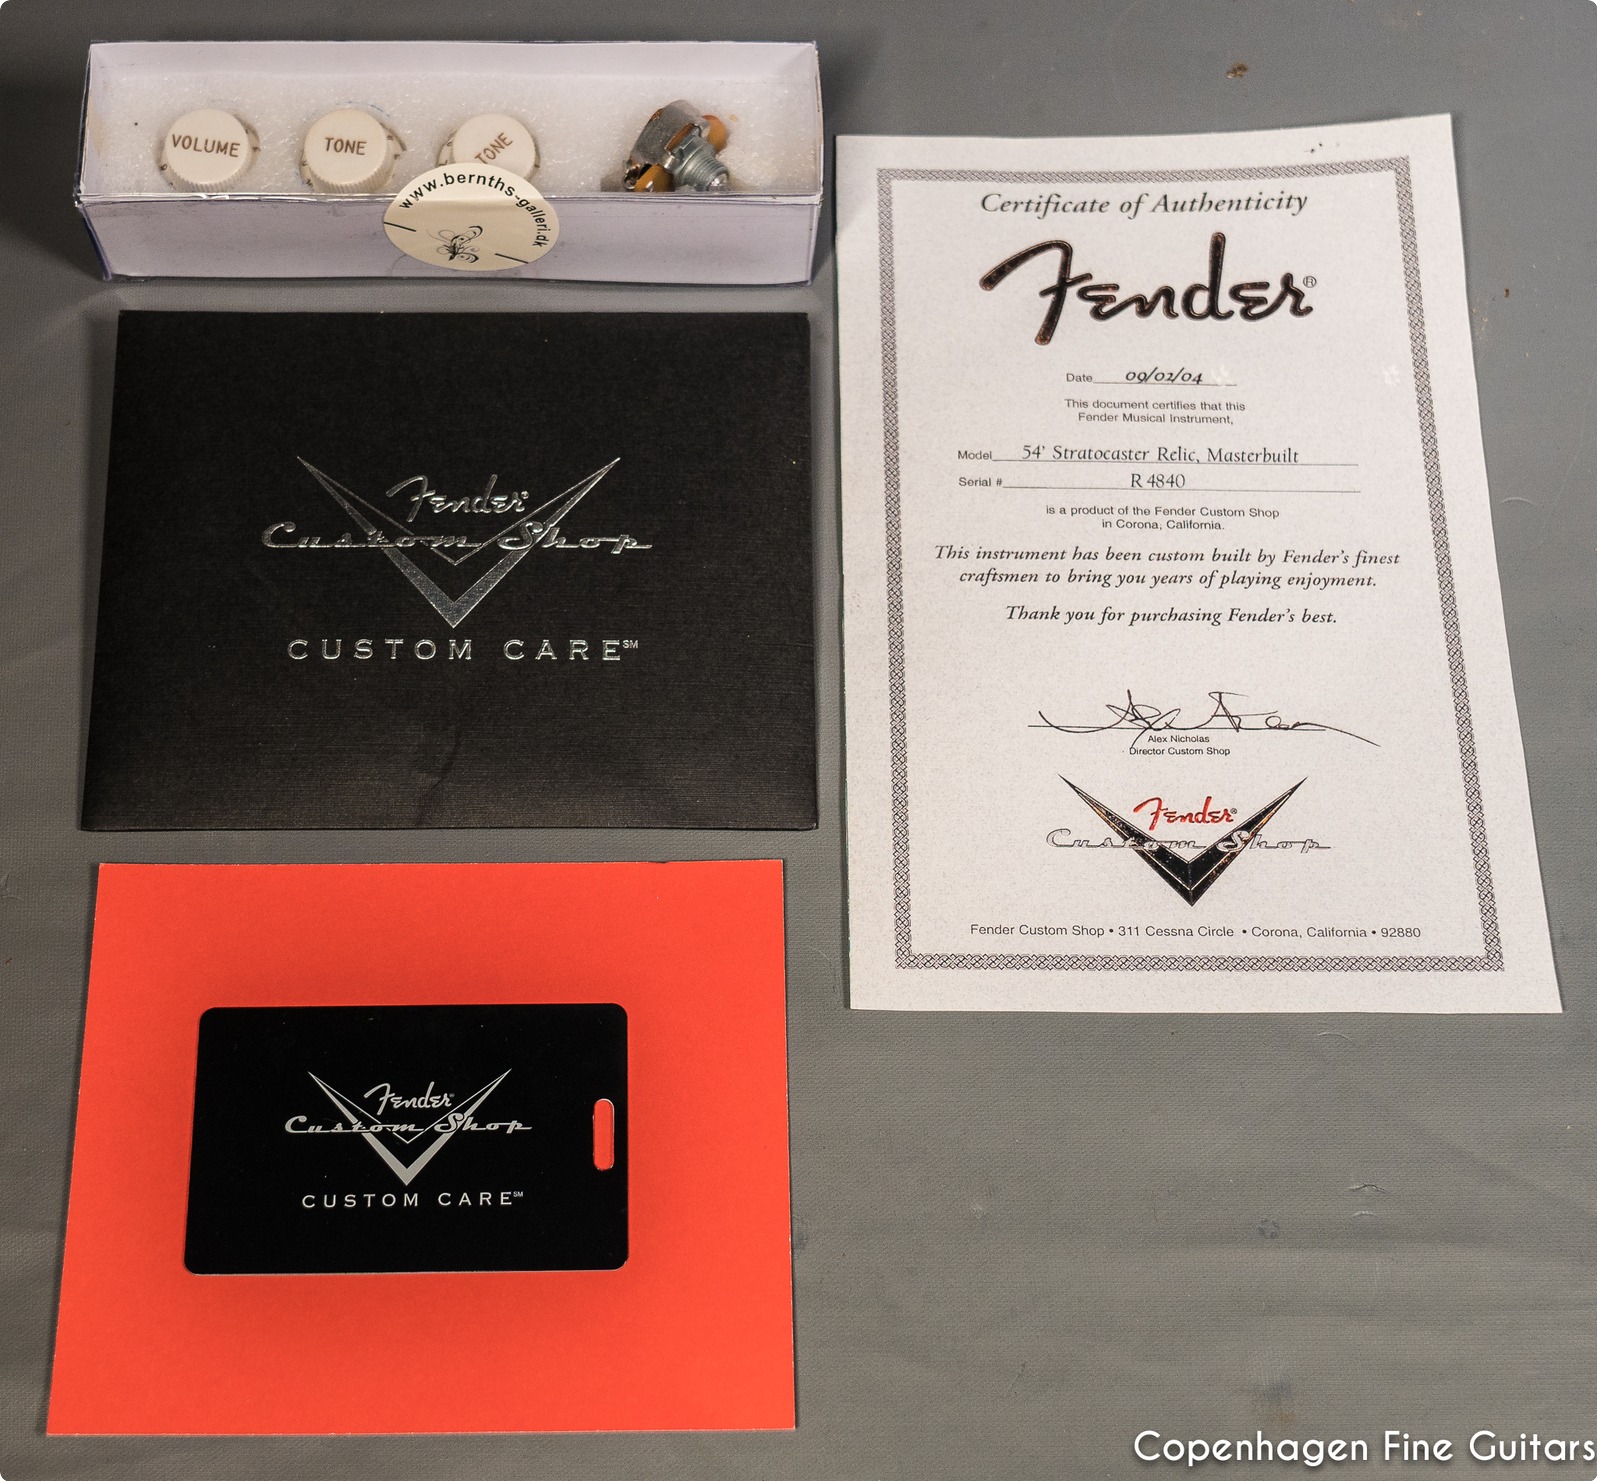 VOLUME
TONE
TONE
www.bernths-galleri.dk
Fender®
Custom Shop
CUSTOM CARE℠
Fender®
Custom Shop
CUSTOM CARE℠
Certificate of Authenticity
Fender®
Date 09/02/04
This document certifies that this
Fender Musical Instrument,
Model 54' Stratocaster Relic, Masterbuilt
Serial # R 4840
is a product of the Fender Custom Shop
in Corona, California.
This instrument has been custom built by Fender's finest
craftsmen to bring you years of playing enjoyment.
Thank you for purchasing Fender's best.
Alex Nicholas
Director Custom Shop
Fender®
Custom Shop
Fender Custom Shop • 311 Cessna Circle • Corona, California • 92880
Copenhagen Fine Guitars